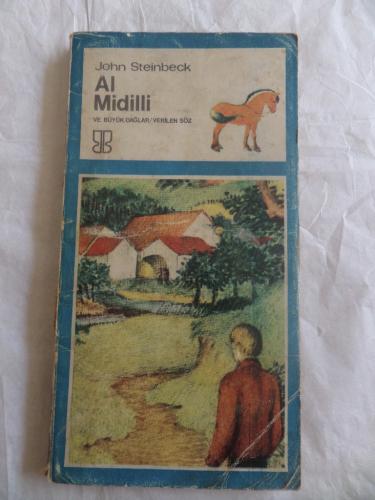 John Steinbeck
Al
Midilli
VE BÜYÜK DAĞLAR/VERİLEN SÖZ